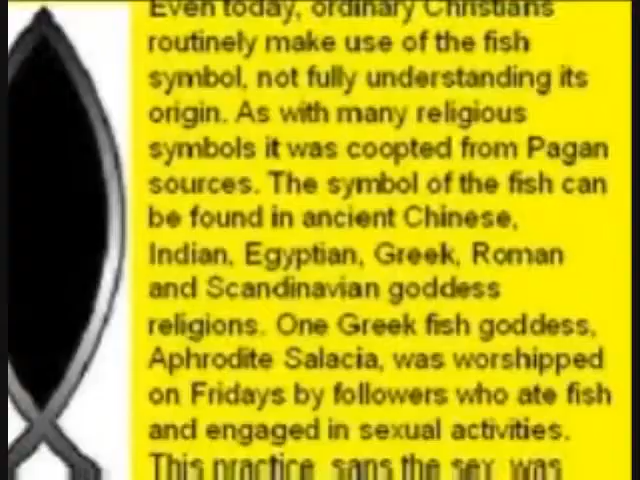 Even today, ordinary Christians
routinely make use of the fish
symbol, not fully understanding its
origin. As with many religious
symbols it was coopted from Pagan
sources. The symbol of the fish can
be found in ancient Chinese,
Indian, Egyptian, Greek, Roman
and Scandinavian goddess
religions. One Greek fish goddess,
Aphrodite Salacia, was worshipped
on Fridays by followers who ate fish
and engaged in sexual activities.
This practice, sans the sex, was